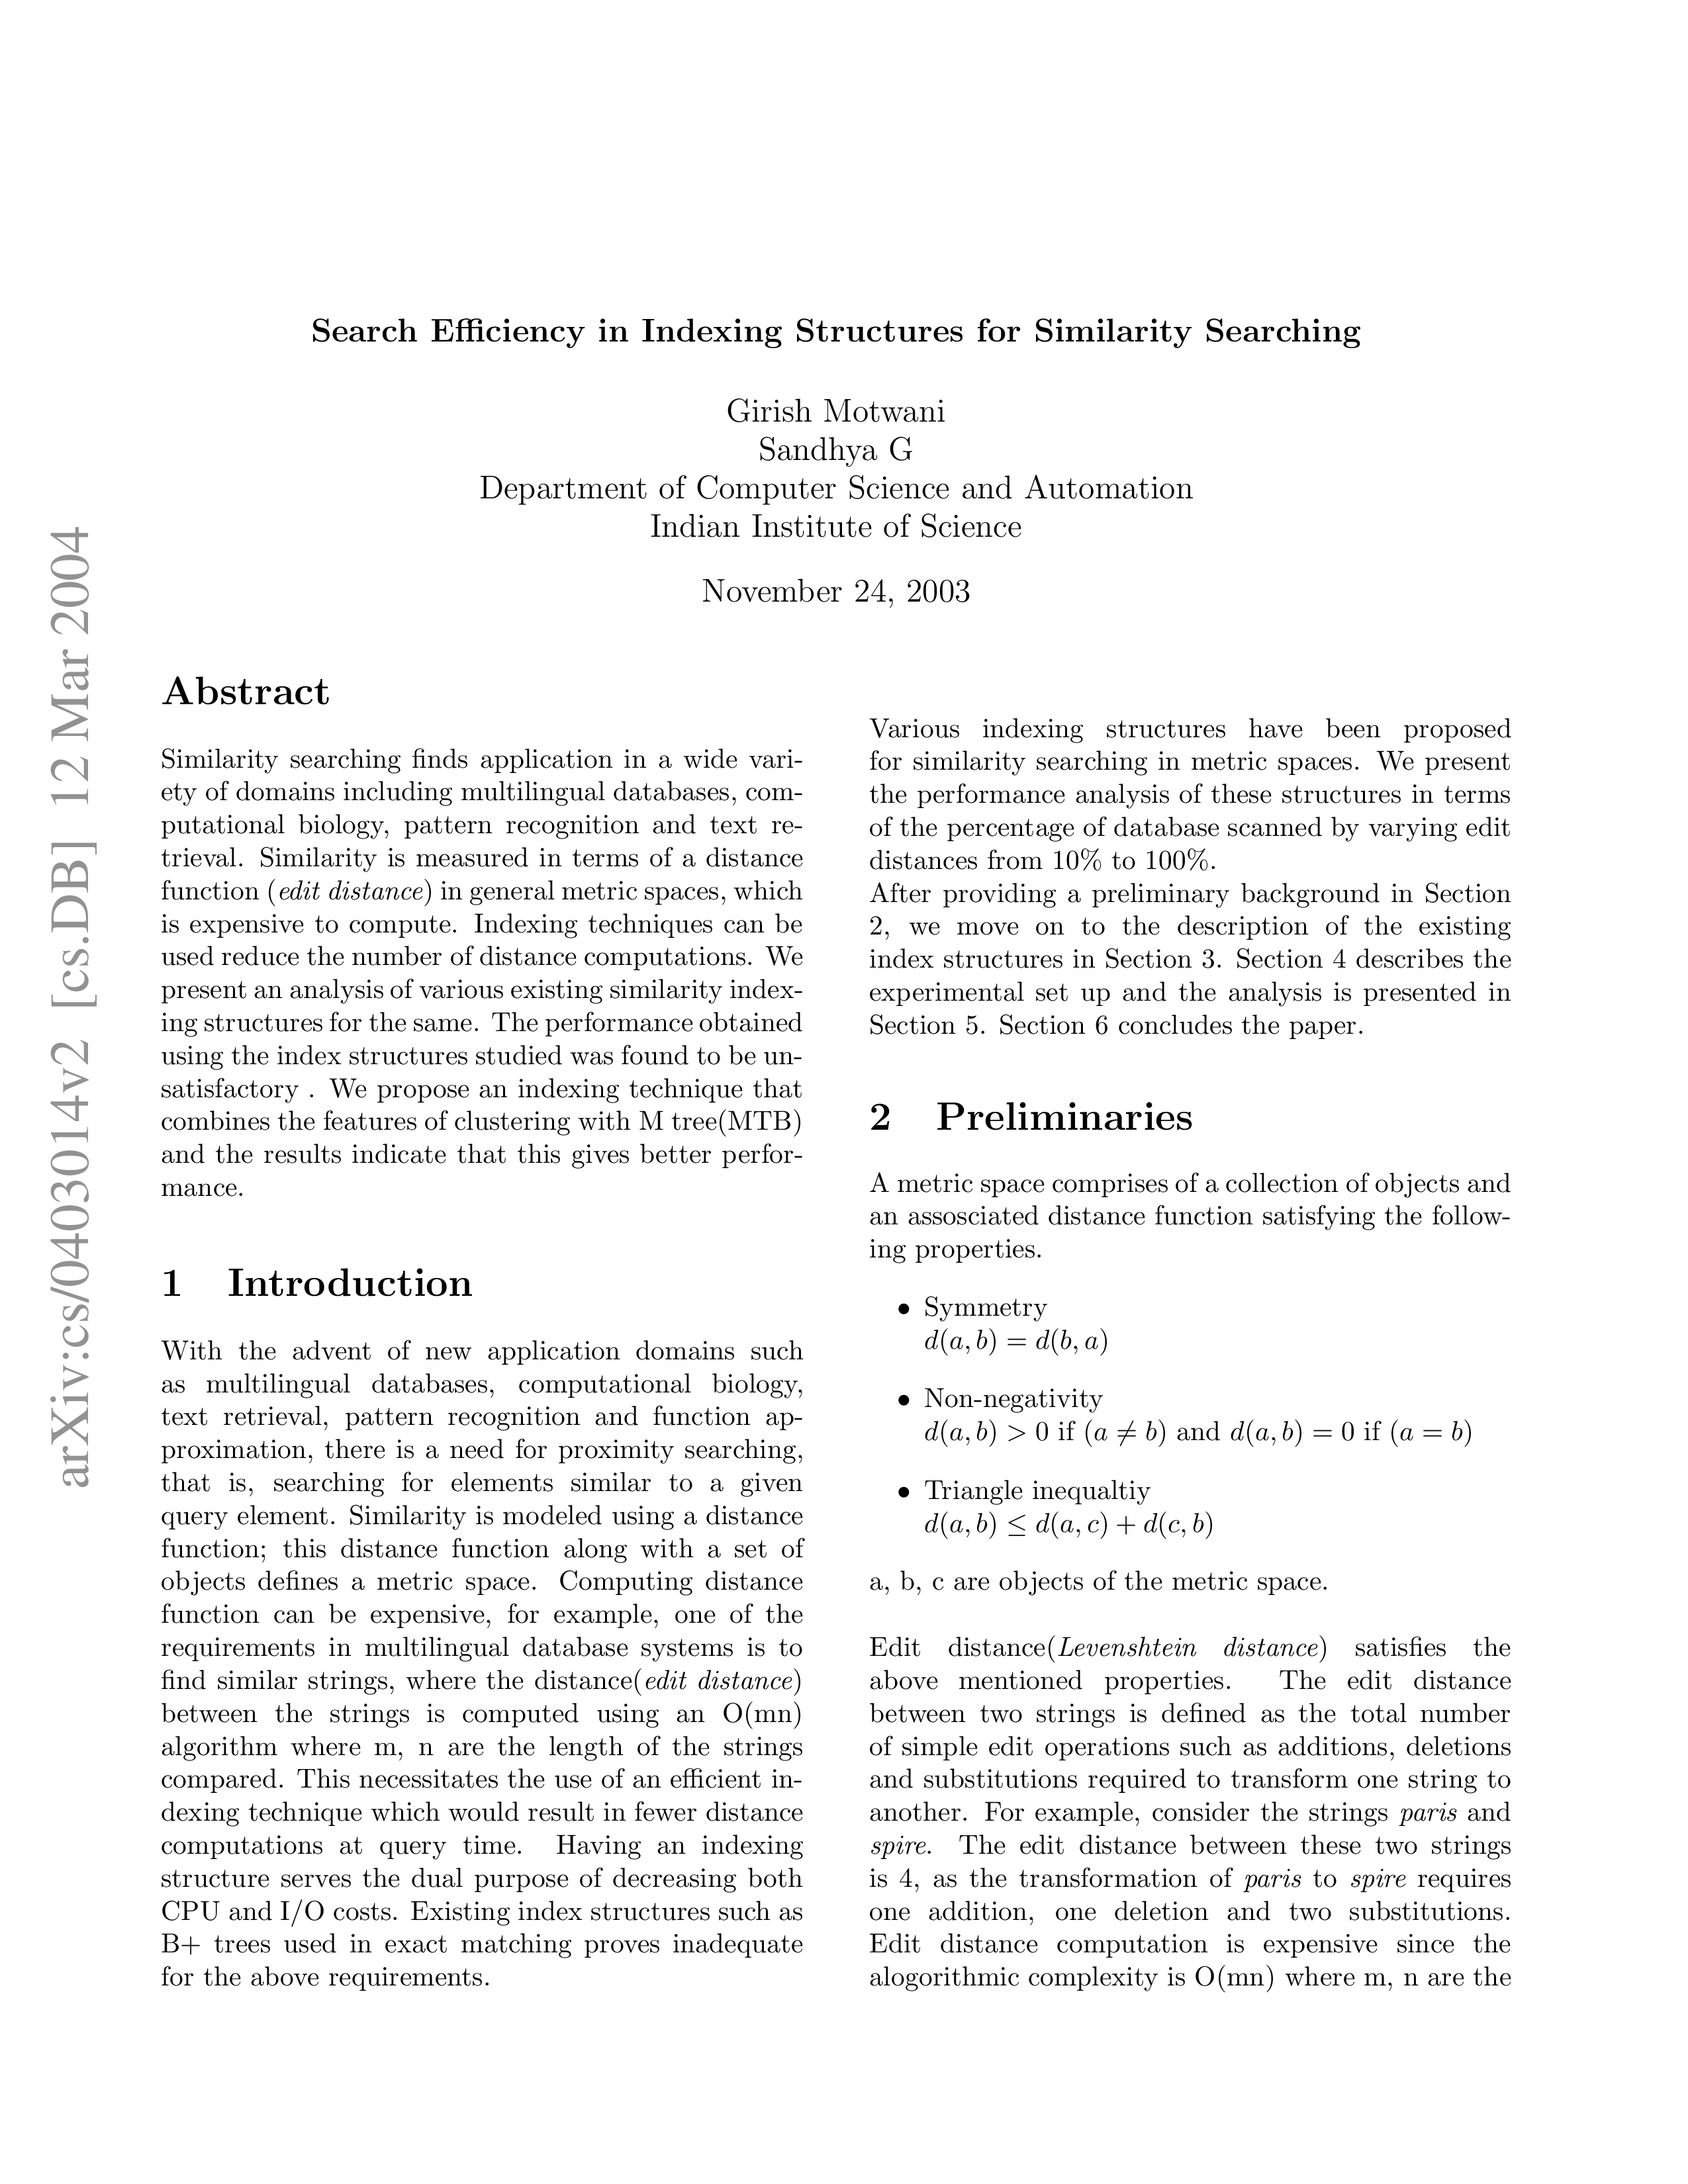 Search Efficiency in Indexing Structures for Similarity Searching
Girish Motwani
Sandhya G
Department of Computer Science and Automation
Indian Institute of Science
November 24, 2003
arXiv:cs/0403014v2 [cs.DB] 12 Mar 2004
Abstract
Similarity searching finds application in a wide vari-
ety of domains including multilingual databases, com-
putational biology, pattern recognition and text re-
trieval. Similarity is measured in terms of a distance
function (edit distance) in general metric spaces, which
is expensive to compute. Indexing techniques can be
used reduce the number of distance computations. We
present an analysis of various existing similarity index-
ing structures for the same. The performance obtained
using the index structures studied was found to be un-
satisfactory . We propose an indexing technique that
combines the features of clustering with M tree(MTB)
and the results indicate that this gives better perfor-
mance.
1 Introduction
With the advent of new application domains such
as multilingual databases, computational biology,
text retrieval, pattern recognition and function ap-
proximation, there is a need for proximity searching,
that is, searching for elements similar to a given
query element. Similarity is modeled using a distance
function; this distance function along with a set of
objects defines a metric space. Computing distance
function can be expensive, for example, one of the
requirements in multilingual database systems is to
find similar strings, where the distance(edit distance)
between the strings is computed using an O(mn)
algorithm where m, n are the length of the strings
compared. This necessitates the use of an efficient in-
dexing technique which would result in fewer distance
computations at query time. Having an indexing
structure serves the dual purpose of decreasing both
CPU and I/O costs. Existing index structures such as
B+ trees used in exact matching proves inadequate
for the above requirements.
Various indexing structures have been proposed
for similarity searching in metric spaces. We present
the performance analysis of these structures in terms
of the percentage of database scanned by varying edit
distances from 10% to 100%.
After providing a preliminary background in Section
2, we move on to the description of the existing
index structures in Section 3. Section 4 describes the
experimental set up and the analysis is presented in
Section 5. Section 6 concludes the paper.
2 Preliminaries
A metric space comprises of a collection of objects and
an assosciated distance function satisfying the follow-
ing properties.
• Symmetry
d(a, b) = d(b, a)
• Non-negativity
d(a, b) > 0 if (a ≠ b) and d(a, b) = 0 if (a = b)
• Triangle inequaltiy
d(a, b) ≤ d(a, c) + d(c, b)
a, b, c are objects of the metric space.
Edit distance(Levenshtein distance) satisfies the
above mentioned properties. The edit distance
between two strings is defined as the total number
of simple edit operations such as additions, deletions
and substitutions required to transform one string to
another. For example, consider the strings paris and
spire. The edit distance between these two strings
is 4, as the transformation of paris to spire requires
one addition, one deletion and two substitutions.
Edit distance computation is expensive since the
alogorithmic complexity is O(mn) where m, n are the